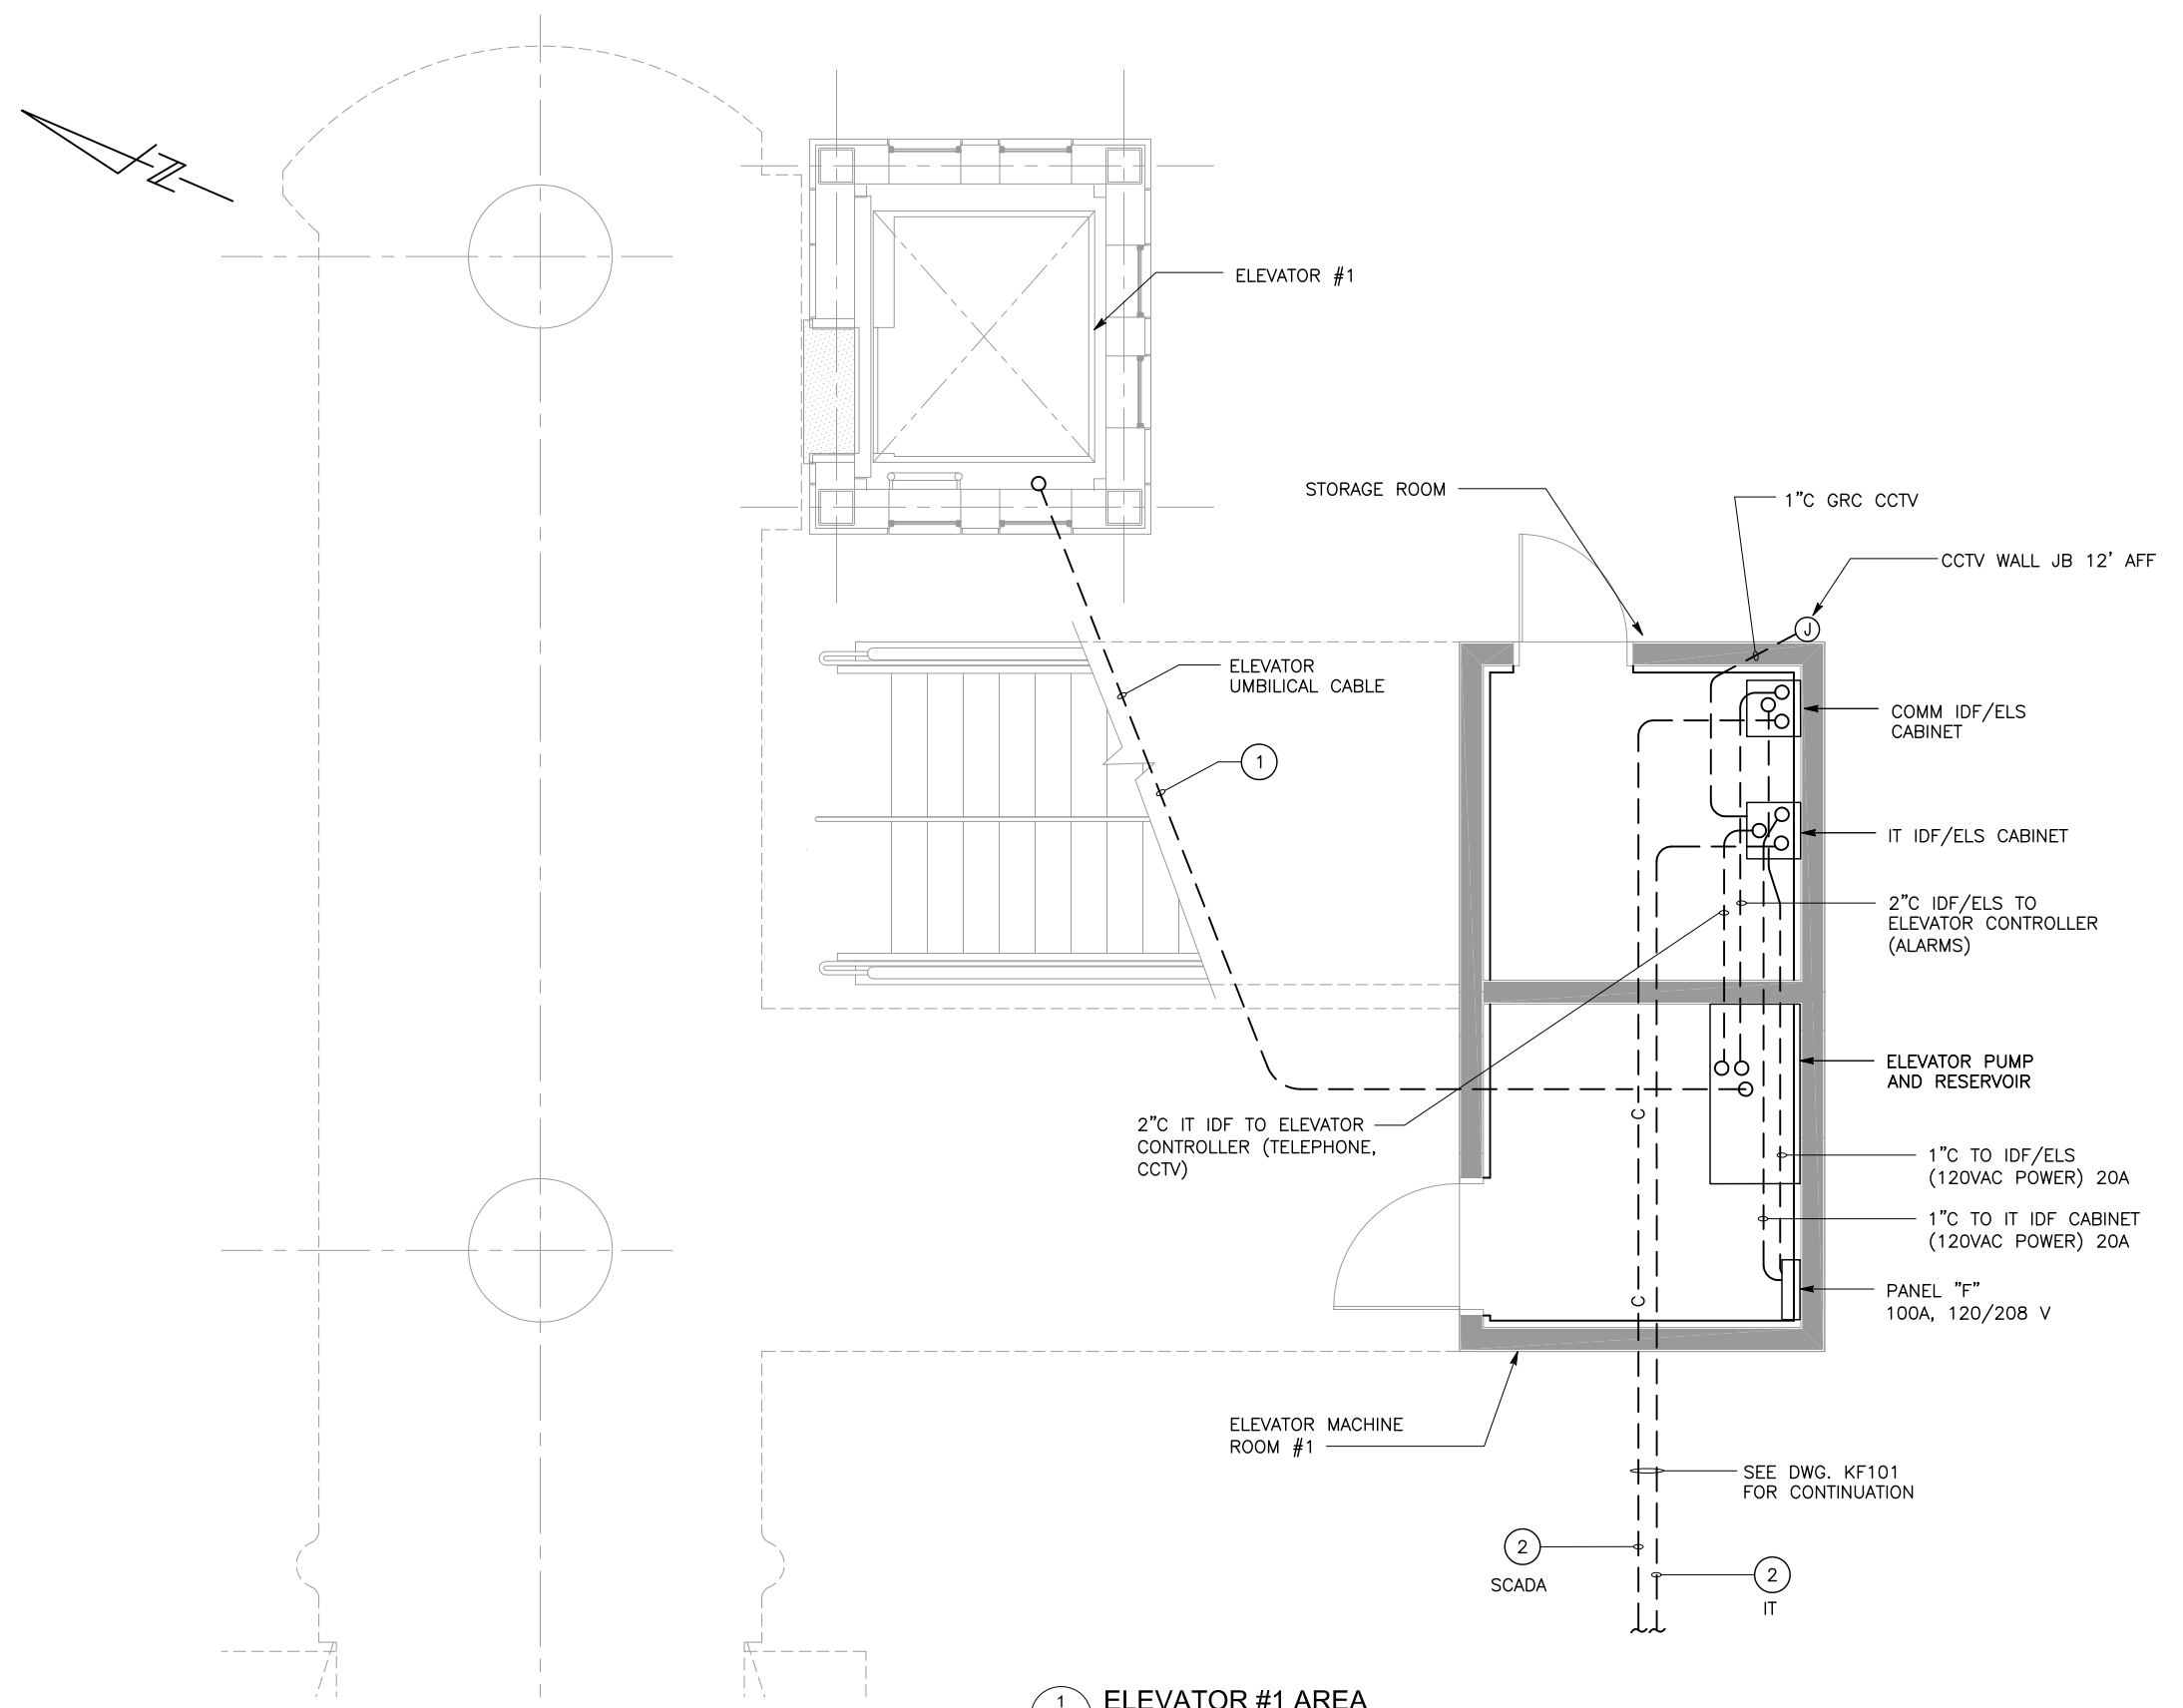 N
ELEVATOR #1
STORAGE ROOM
1"C GRC CCTV
CCTV WALL JB 12' AFF
J
ELEVATOR
UMBILICAL CABLE
COMM IDF/ELS
CABINET
1
IT IDF/ELS CABINET
2"C IDF/ELS TO
ELEVATOR CONTROLLER
(ALARMS)
ELEVATOR PUMP
AND RESERVOIR
C
2"C IT IDF TO ELEVATOR
CONTROLLER (TELEPHONE,
CCTV)
1"C TO IDF/ELS
(120VAC POWER) 20A
1"C TO IT IDF CABINET
(120VAC POWER) 20A
C
PANEL "F"
100A, 120/208 V
ELEVATOR MACHINE
ROOM #1
SEE DWG. KF101
FOR CONTINUATION
2
SCADA
2
IT
1
ELEVATOR #1 AREA